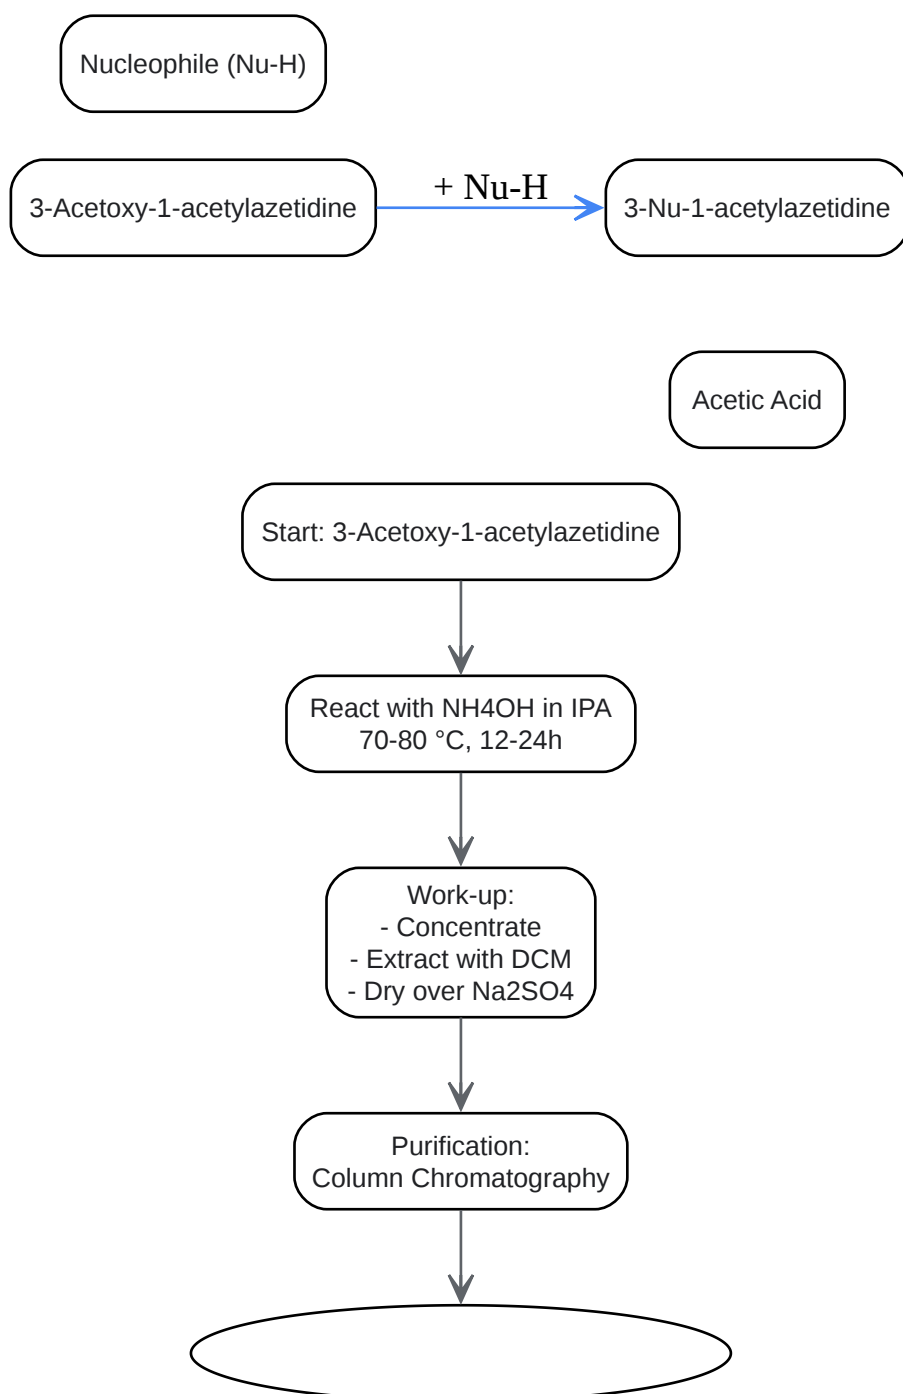 Nucleophile (Nu-H)
3-Acetoxy-1-acetylazetidine
+ Nu-H
3-Nu-1-acetylazetidine
Acetic Acid
Start: 3-Acetoxy-1-acetylazetidine
React with NH4OH in IPA
70-80 °C, 12-24h
Work-up:
- Concentrate
- Extract with DCM
- Dry over Na2SO4
Purification:
Column Chromatography